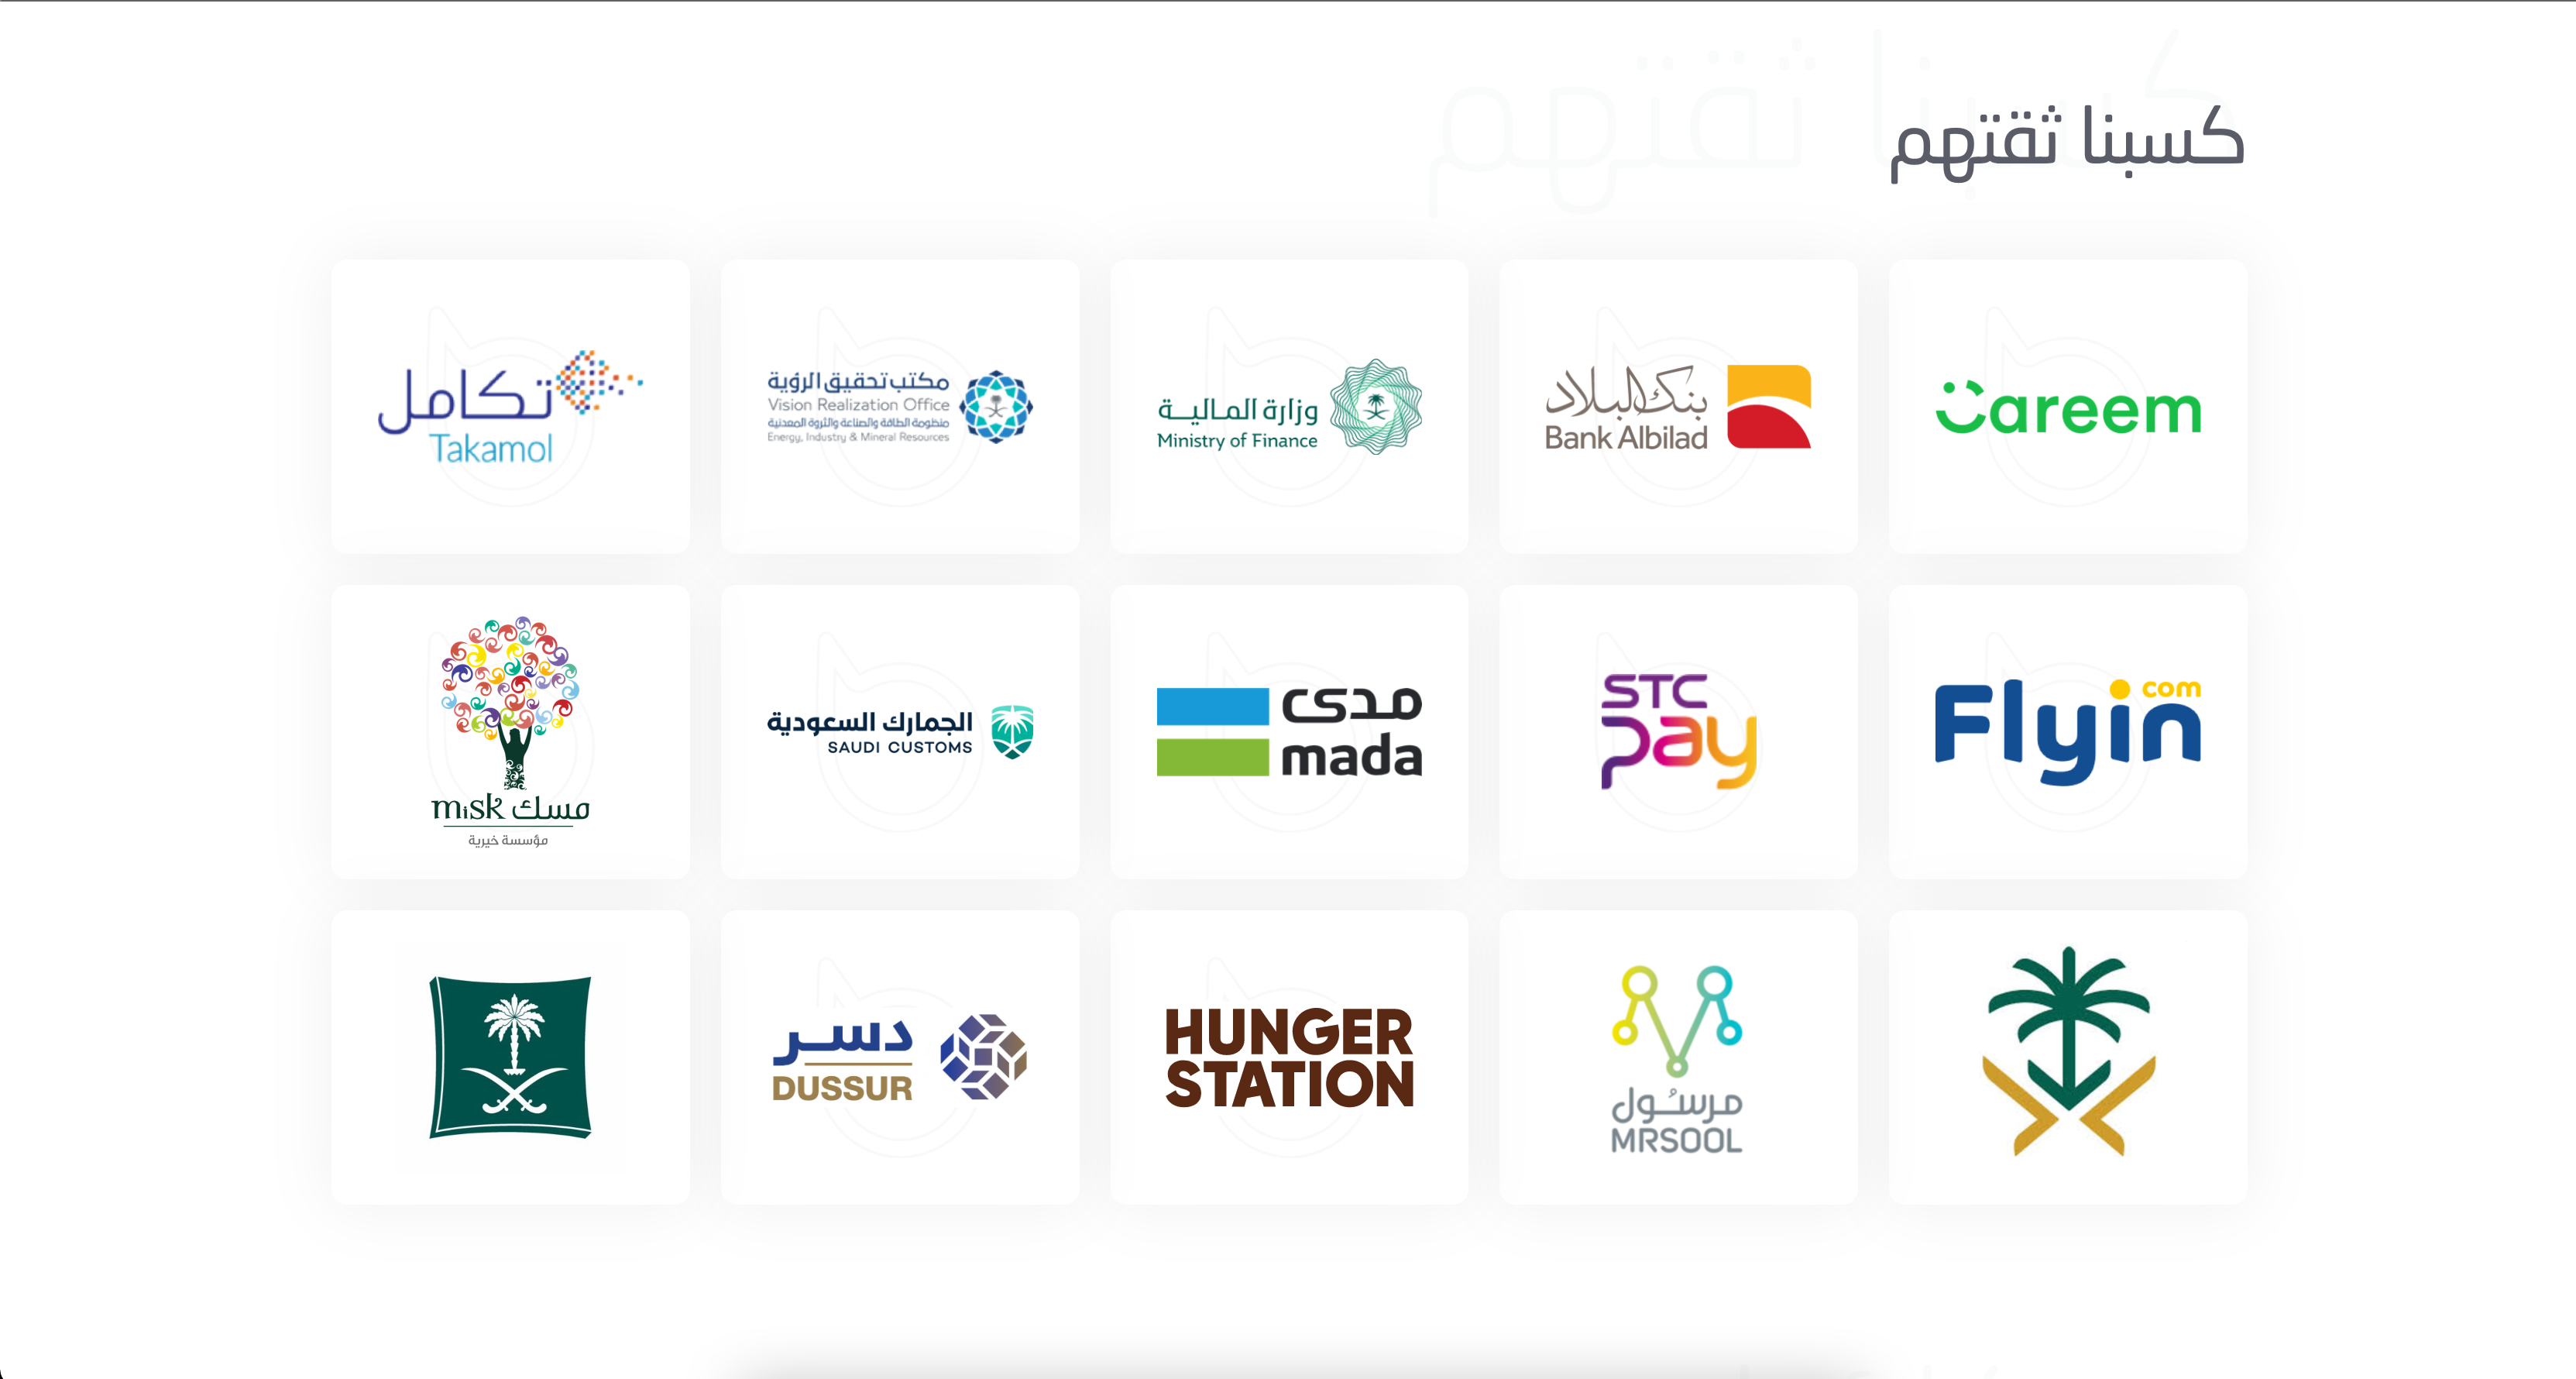 كسبنا ثقتهم
Careem
بنك البلاد
Bank Albilad
وزارة المالية
Ministry of Finance
مكتب تحقيق الرؤية
Vision Realization Office
منظومة الطاقة والصناعة والثروة المعدنية
Energy, Industry & Mineral Resources
تكامل
Takamol
Flyin
com
STC
pay
مدى
mada
الجمارك السعودية
SAUDI CUSTOMS
misk مسك
مؤسسة خيرية
مرسُول
MRSOOL
HUNGER
STATION
دسر
DUSSUR